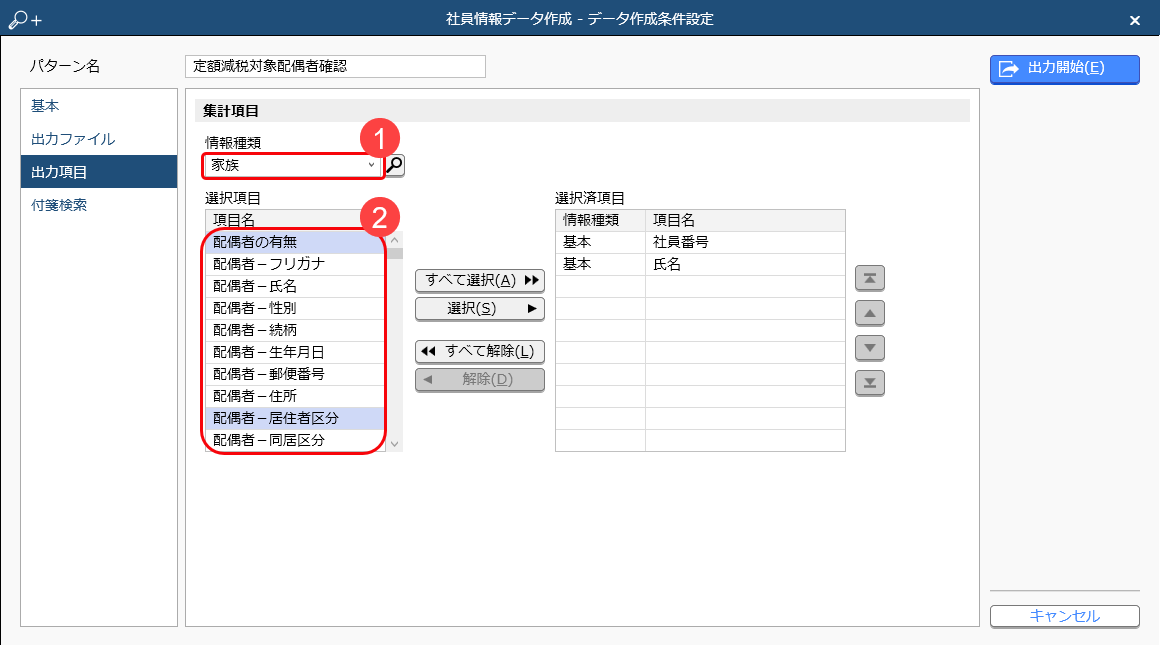 社員情報データ作成 - データ作成条件設定
パターン名
定額減税対象配偶者確認
出力開始(E)
基本
出力ファイル
出力項目
付箋検索
集計項目
情報種類
1
家族
選択項目
2
項目名
配偶者の有無
配偶者－フリガナ
配偶者－氏名
配偶者－性別
配偶者－続柄
配偶者－生年月日
配偶者－郵便番号
配偶者－住所
配偶者－居住者区分
配偶者－同居区分
すべて選択(A)
選択(S)
すべて解除(L)
解除(D)
選択済項目
情報種類 項目名
基本 社員番号
基本 氏名
キャンセル